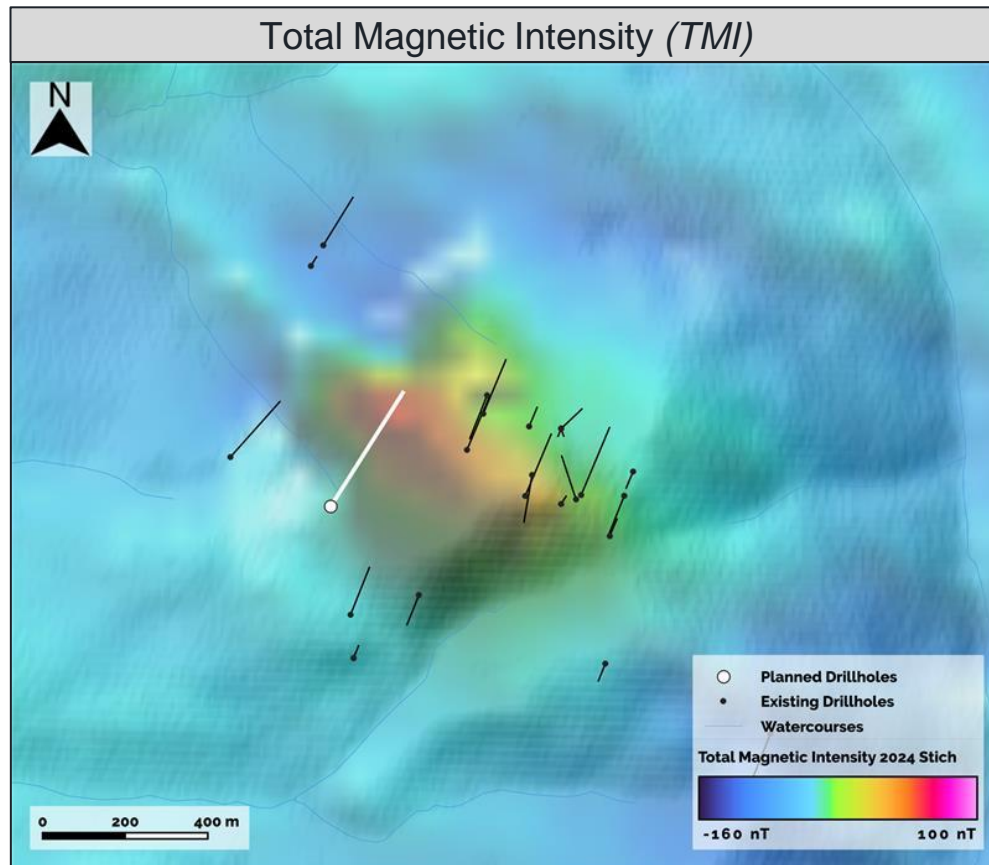 Total Magnetic Intensity (TMI)
N
Planned Drillholes
Existing Drillholes
Watercourses
Total Magnetic Intensity 2024 Stich
-160 nT 100 nT
0 200 400 m